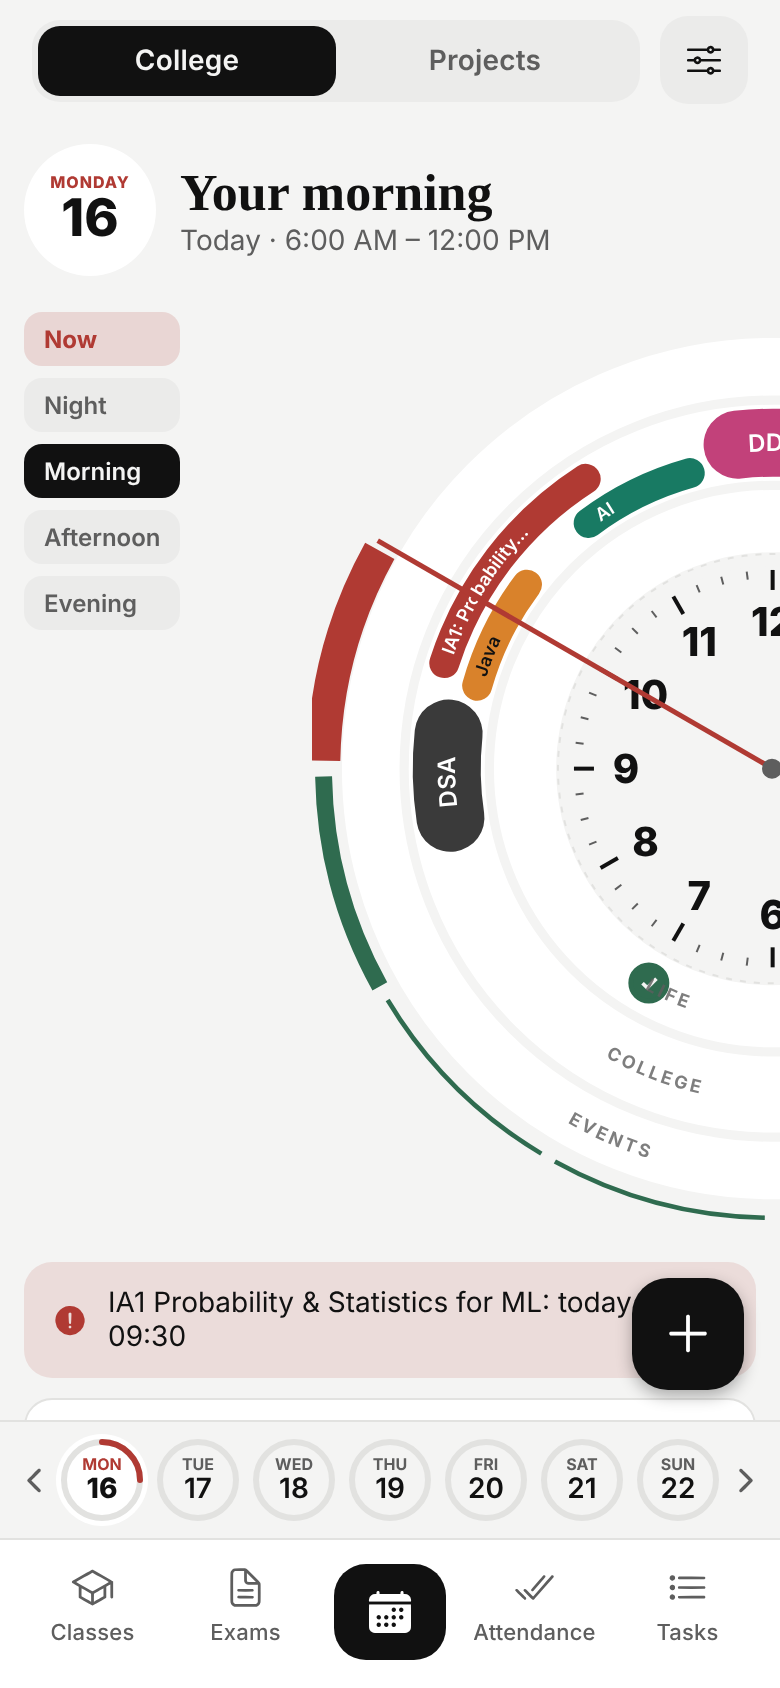 College
Projects
MONDAY
16
Your morning
Today · 6:00 AM – 12:00 PM
Now
Night
Morning
Afternoon
Evening
DD
AI
IA1: Pro bability...
Java
DSA
12
11
10
9
8
7
6
FE
COLLEGE
EVENTS
IA1 Probability & Statistics for ML: today
09:30
MON
16
TUE
17
WED
18
THU
19
FRI
20
SAT
21
SUN
22
Classes
Exams
Attendance
Tasks